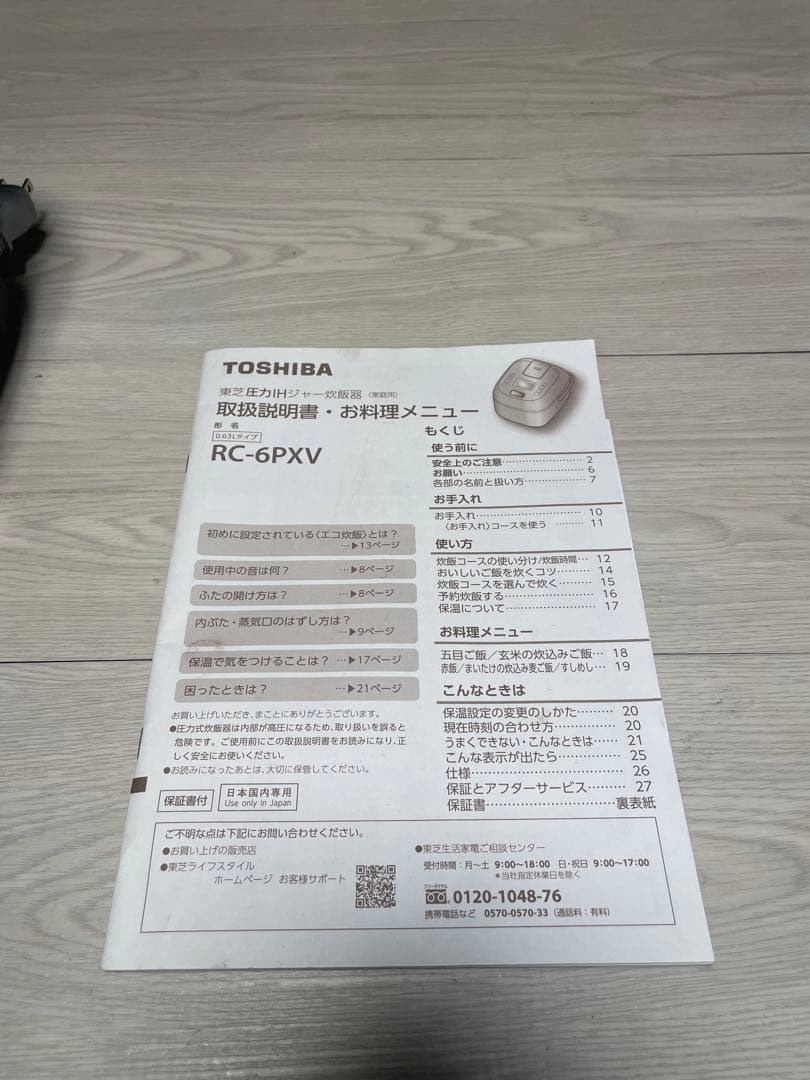 TOSHIBA
東芝圧力IHジャー炊飯器〈家庭用〉
取扱説明書・お料理メニュー
形 名
0.63Lタイプ
RC-6PXV
初めに設定されている〈エコ炊飯〉とは？
…▶13ページ
使用中の音は何？ …▶8ページ
ふたの開け方は？ …▶8ページ
内ぶた・蒸気口のはずし方は？
…▶9ページ
保温で気をつけることは？ …▶17ページ
困ったときは？ …▶21ページ
お買い上げいただき、まことにありがとうございます。
●圧力式炊飯器は内部が高圧になるため、取り扱いを誤ると
危険です。ご使用前にこの取扱説明書をお読みになり、正
しく安全にお使いください。
●お読みになったあとは、大切に保管してください。
保証書付
日本国内専用
Use only in Japan
もくじ
使う前に
安全上のご注意…………………… 2
お願い…………………………… 6
各部の名前と扱い方……………… 7
お手入れ
お手入れ………………………… 10
〈お手入れ〉コースを使う ……… 11
使い方
炊飯コースの使い分け/炊飯時間… 12
おいしいご飯を炊くコツ………… 14
炊飯コースを選んで炊く………… 15
予約炊飯する…………………… 16
保温について…………………… 17
お料理メニュー
五目ご飯／玄米の炊込みご飯… 18
赤飯／まいたけの炊込み麦ご飯／すしめし… 19
こんなときは
保温設定の変更のしかた……… 20
現在時刻の合わせ方…………… 20
うまくできない・こんなときは…… 21
こんな表示が出たら…………… 25
仕様……………………………… 26
保証とアフターサービス……… 27
保証書…………………… 裏表紙
ご不明な点は下記にお問い合わせください。
●お買い上げの販売店
●東芝ライフスタイル
ホームページ お客様サポート
●東芝生活家電ご相談センター
受付時間：月～土 9:00～18:00 日・祝日 9:00～17:00
＊当社指定休業日を除く
フリーダイヤル
0120-1048-76
携帯電話など 0570-0570-33（通話料：有料）